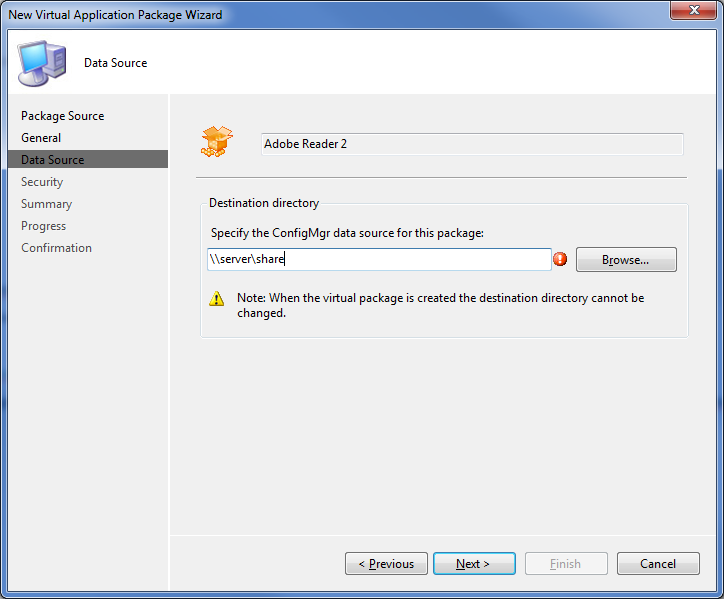 New Virtual Application Package Wizard
Data Source
Package Source
General
Data Source
Security
Summary
Progress
Confirmation
Adobe Reader 2
Destination directory
Specify the ConfigMgr data source for this package:
\\server\share
Browse...
Note: When the virtual package is created the destination directory cannot be
changed.
< Previous
Next >
Finish
Cancel